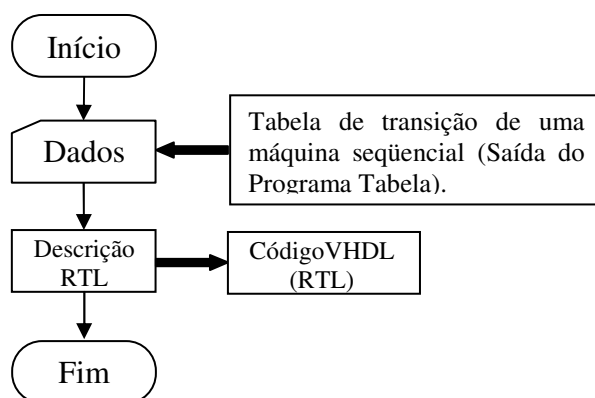 Início
Dados
Tabela de transição de uma
máquina seqüencial (Saída do
Programa Tabela).
Descrição
RTL
CódigoVHDL
(RTL)
Fim